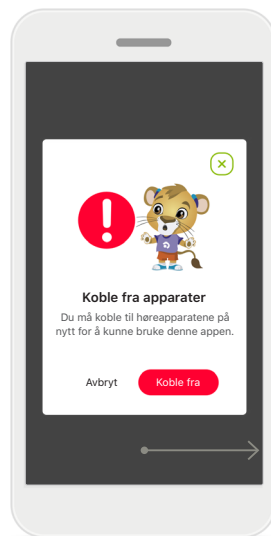 Koble fra apparater
Du må koble til høreapparatene på
nytt for å kunne bruke denne appen.
Avbryt
Koble fra